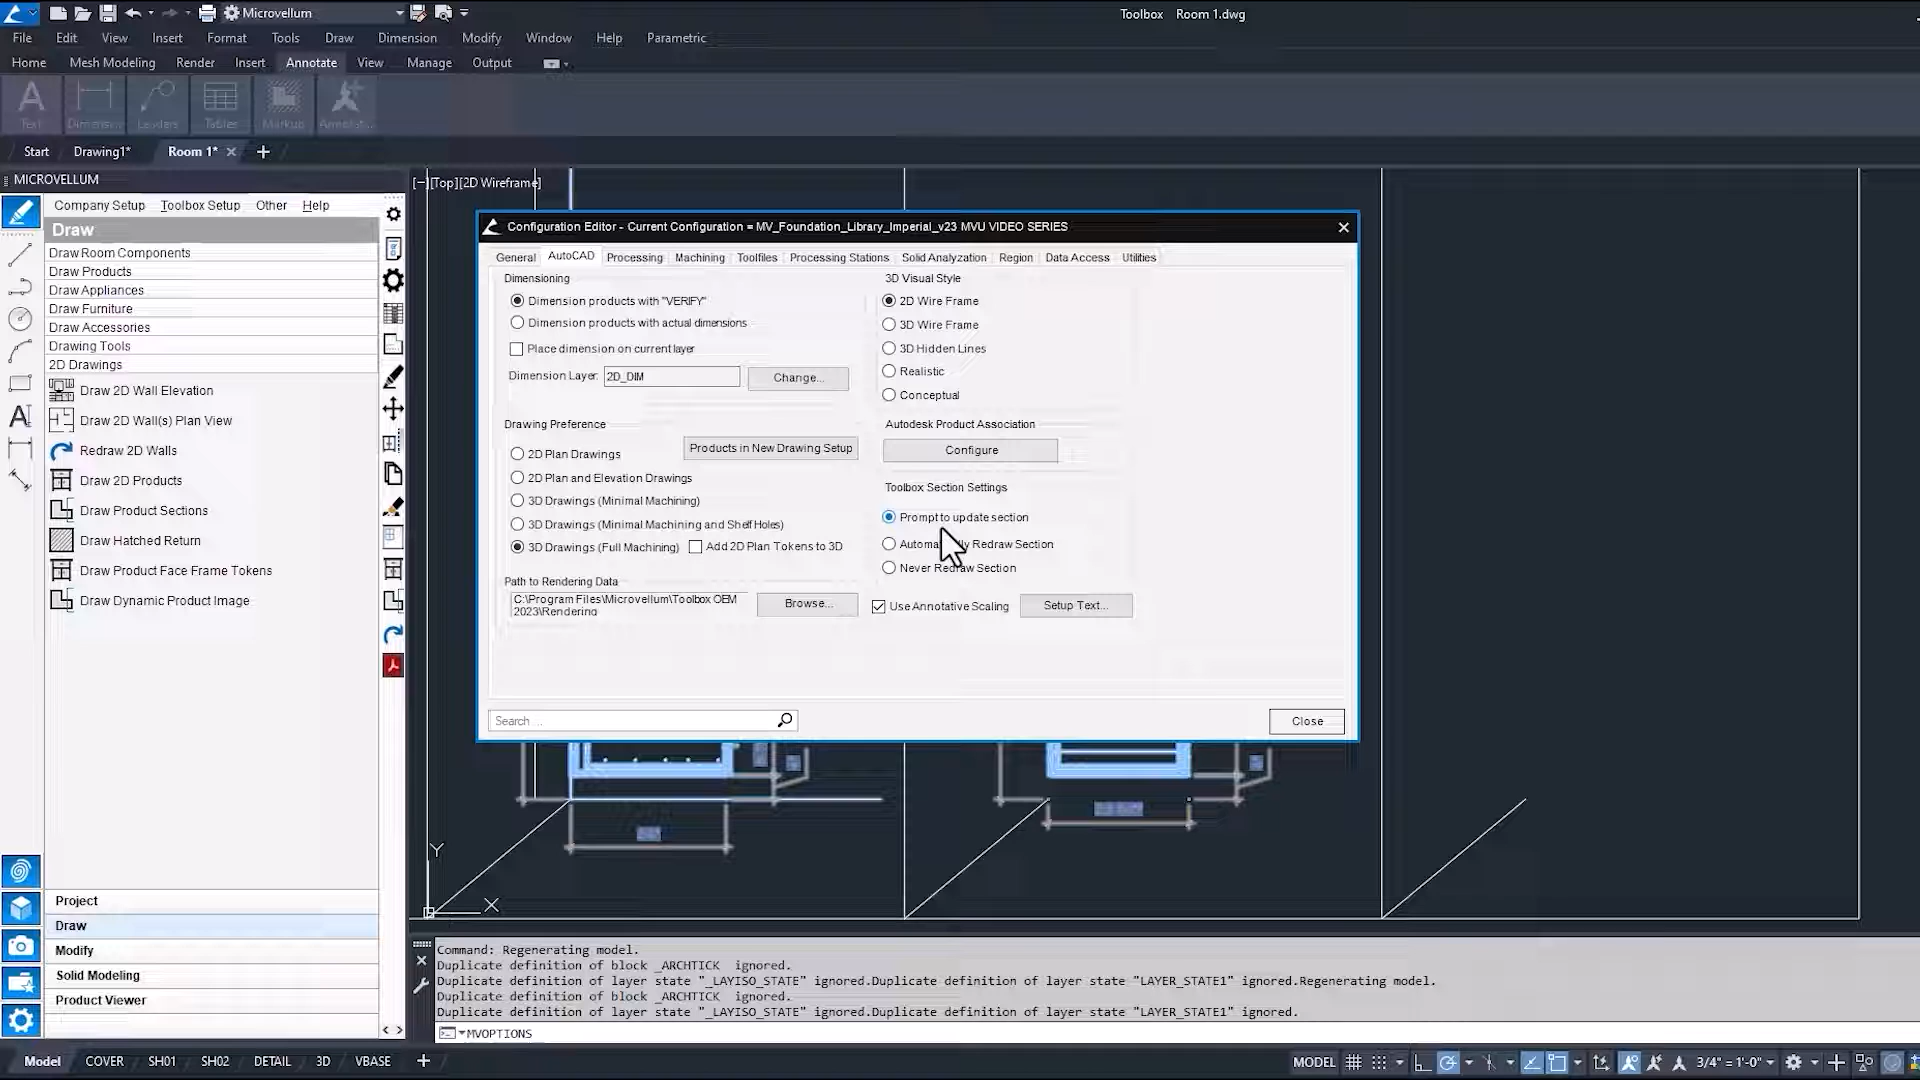 Microvellum
Toolbox Room 1.dwg
File Edit View Insert Format Tools Draw Dimension Modify Window Help Parametric
Home Mesh Modeling Render Insert Annotate View Manage Output
Text Dimension Leaders Tables Markup Annotat...
Start Drawing1* Room 1*
MICROVELLUM
[−][Top][2D Wireframe]
Company Setup Toolbox Setup Other Help
Draw
Draw Room Components
Draw Products
Draw Appliances
Draw Furniture
Draw Accessories
Drawing Tools
2D Drawings
Draw 2D Wall Elevation
Draw 2D Wall(s) Plan View
Redraw 2D Walls
Draw 2D Products
Draw Product Sections
Draw Hatched Return
Draw Product Face Frame Tokens
Draw Dynamic Product Image
Project
Draw
Modify
Solid Modeling
Product Viewer
Configuration Editor - Current Configuration = MV_Foundation_Library_Imperial_v23 MVU VIDEO SERIES
General AutoCAD Processing Machining Toolfiles Processing Stations Solid Analyzation Region Data Access Utilities
Dimensioning
Dimension products with "VERIFY"
Dimension products with actual dimensions
Place dimension on current layer
Dimension Layer: 2D_DIM Change...
Drawing Preference
2D Plan Drawings Products in New Drawing Setup
2D Plan and Elevation Drawings
3D Drawings (Minimal Machining)
3D Drawings (Minimal Machining and Shelf Holes)
3D Drawings (Full Machining) Add 2D Plan Tokens to 3D
Path to Rendering Data
C:\Program Files\Microvellum\Toolbox OEM
2023\Rendering
Browse...
3D Visual Style
2D Wire Frame
3D Wire Frame
3D Hidden Lines
Realistic
Conceptual
Autodesk Product Association
Configure
Toolbox Section Settings
Prompt to update section
Automatically Redraw Section
Never Redraw Section
Use Annotative Scaling Setup Text...
Search ... Close
Y
X
Command: Regenerating model.
Duplicate definition of block _ARCHTICK ignored.
Duplicate definition of layer state "_LAYISO_STATE" ignored.Duplicate definition of layer state "LAYER_STATE1" ignored.Regenerating model.
Duplicate definition of block _ARCHTICK ignored.
Duplicate definition of layer state "_LAYISO_STATE" ignored.Duplicate definition of layer state "LAYER_STATE1" ignored.
MVOPTIONS
Model COVER SH01 SH02 DETAIL 3D VBASE
MODEL 3/4" = 1'-0"